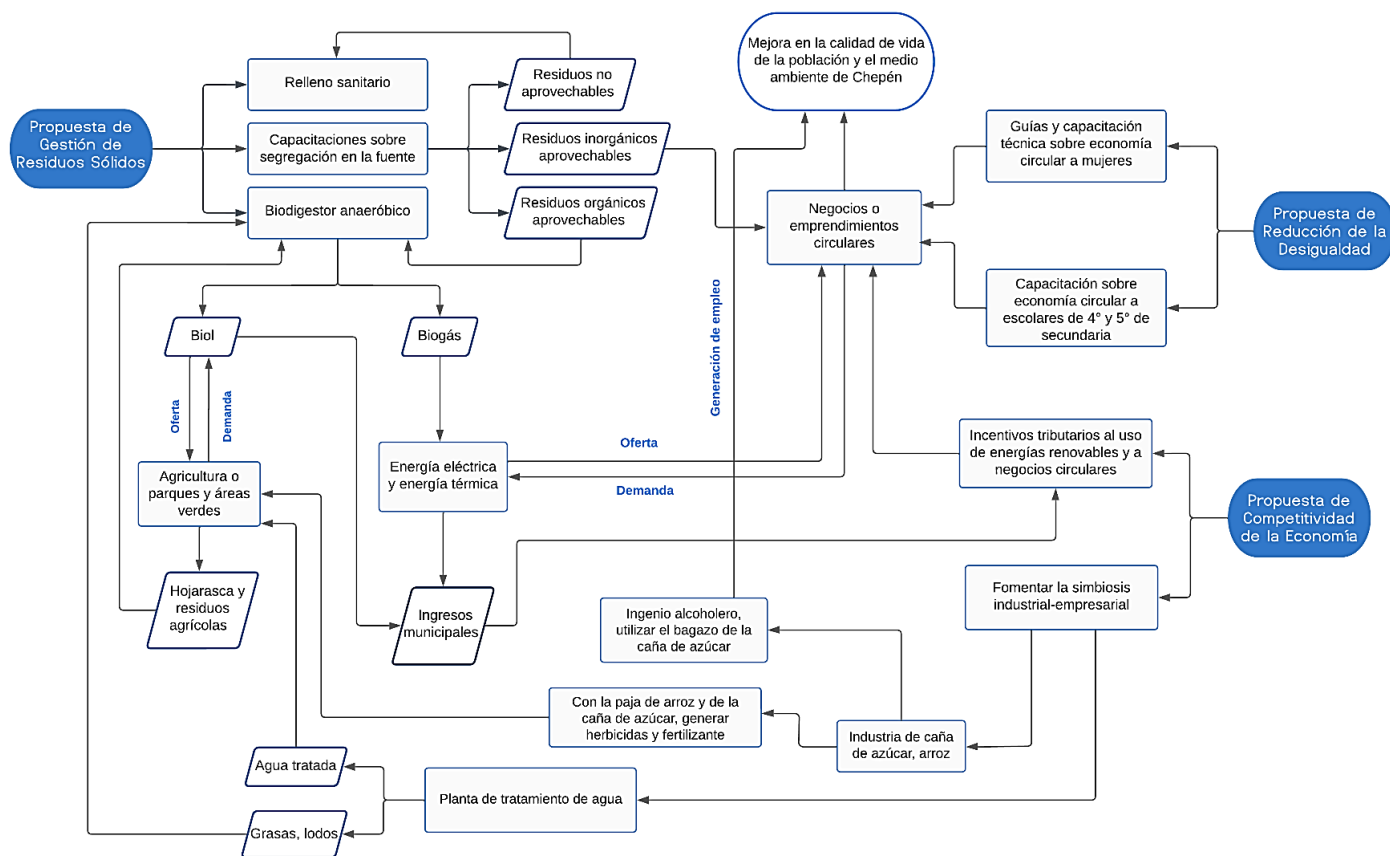 Propuesta de
Gestión de
Residuos Sólidos
Relleno sanitario
Capacitaciones sobre
segregación en la fuente
Biodigestor anaeróbico
Residuos no
aprovechables
Residuos inorgánicos
aprovechables
Residuos orgánicos
aprovechables
Mejora en la calidad de vida
de la población y el medio
ambiente de Chepén
Negocios o
emprendimientos
circulares
Guías y capacitación
técnica sobre economía
circular a mujeres
Capacitación sobre
economía circular a
escolares de 4° y 5° de
secundaria
Propuesta de
Reducción de la
Desigualdad
Biol
Biogás
Oferta
Demanda
Generación de empleo
Agricultura o
parques y áreas
verdes
Energía eléctrica
y energía térmica
Oferta
Demanda
Incentivos tributarios al uso
de energías renovables y a
negocios circulares
Propuesta de
Competitividad
de la Economía
Hojarasca y
residuos
agrícolas
Ingresos
municipales
Ingenio alcoholero,
utilizar el bagazo de la
caña de azúcar
Fomentar la simbiosis
industrial-empresarial
Con la paja de arroz y de la
caña de azúcar, generar
herbicidas y fertilizante
Industria de caña
de azúcar, arroz
Agua tratada
Planta de tratamiento de agua
Grasas, lodos